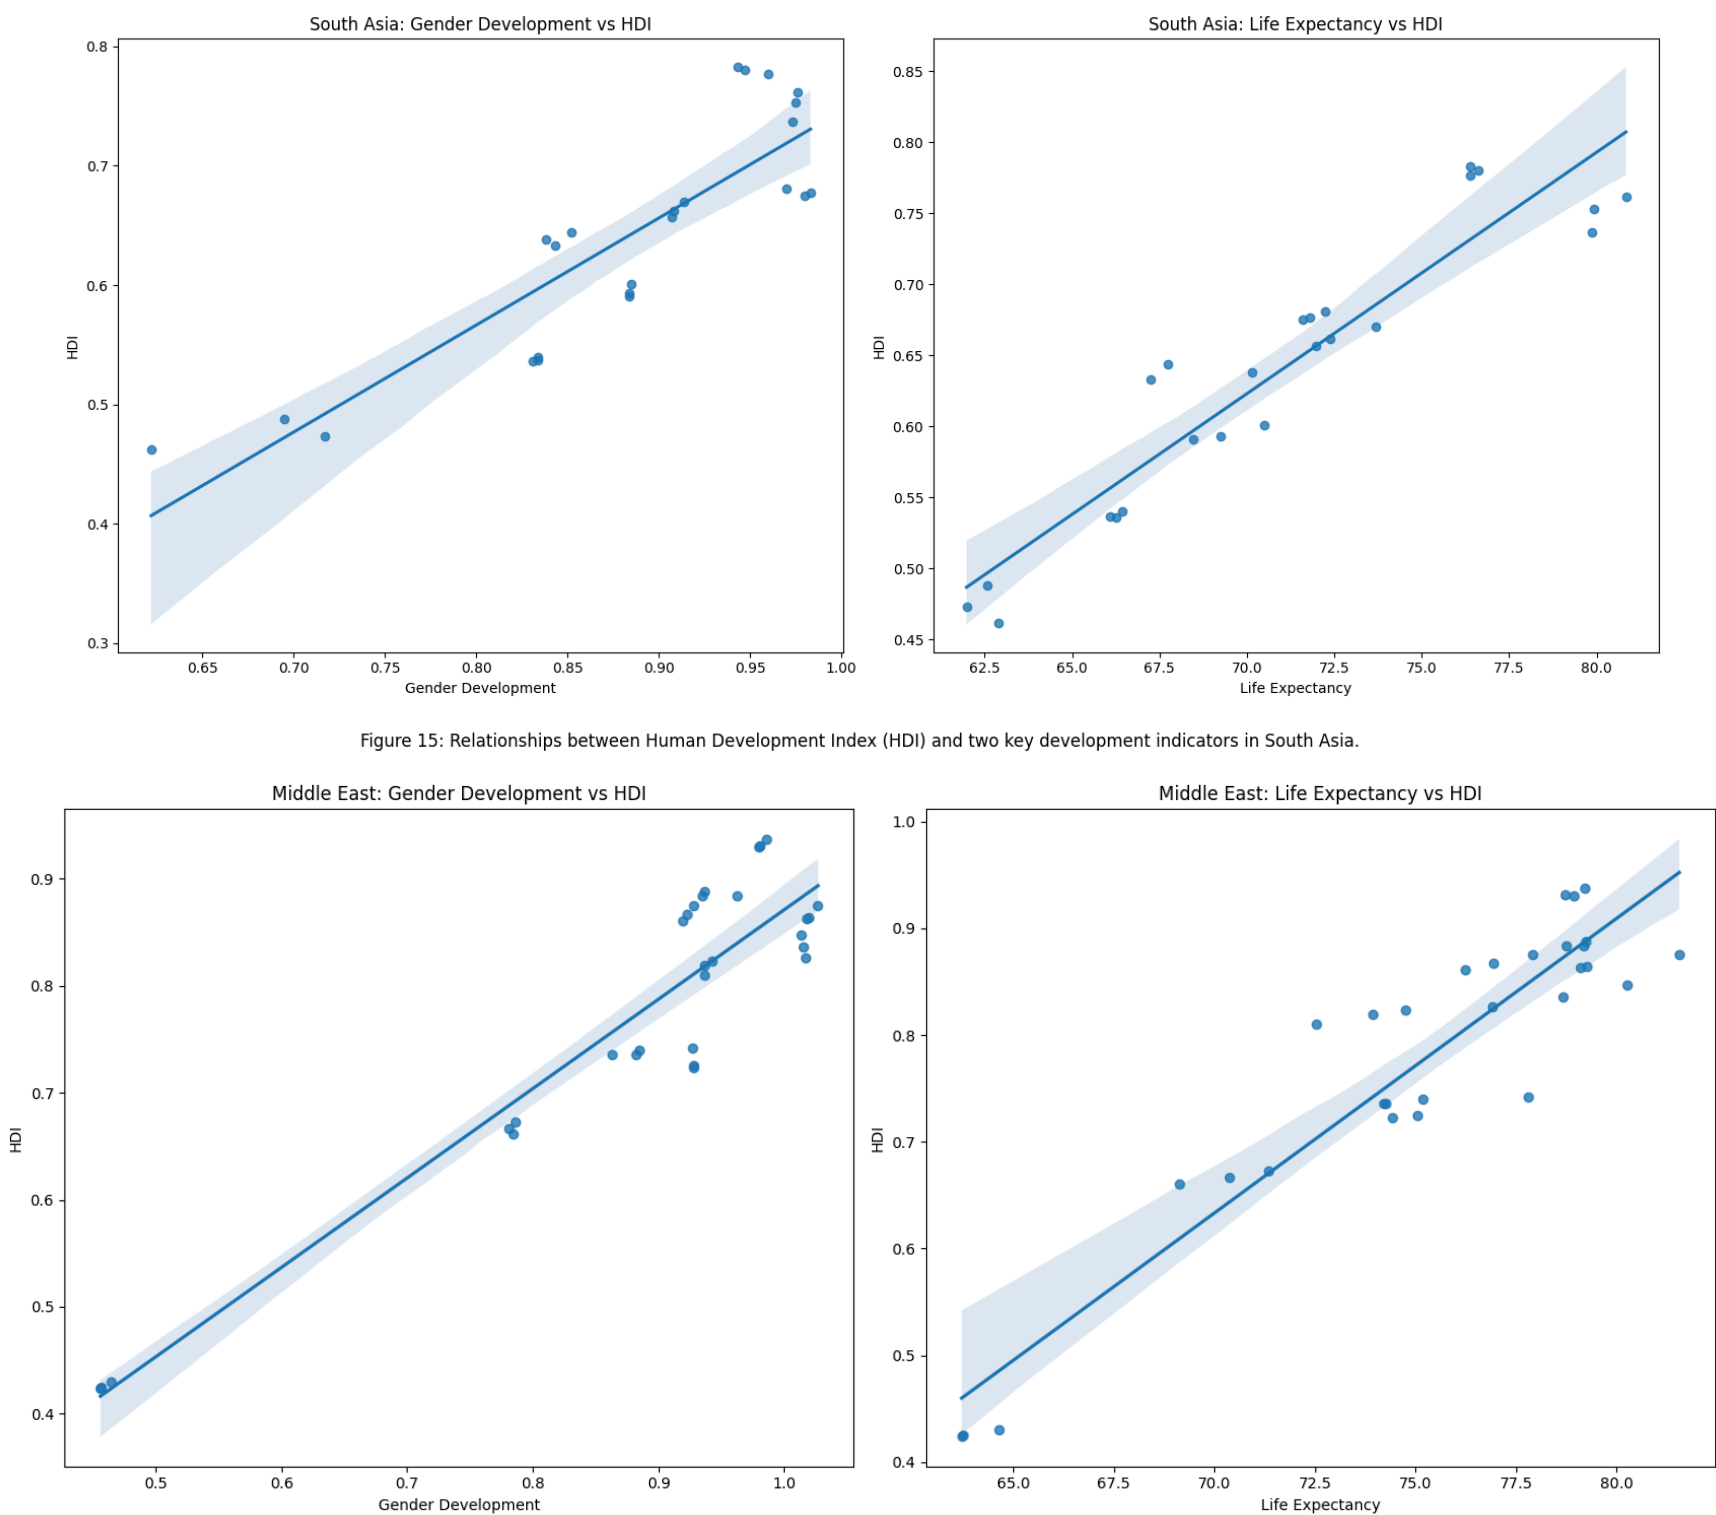 South Asia: Gender Development vs HDI
0.8
0.7
0.6
0.5
0.4
0.3
HDI
0.65 0.70 0.75 0.80 0.85 0.90 0.95 1.00
Gender Development
South Asia: Life Expectancy vs HDI
0.85
0.80
0.75
0.70
0.65
0.60
0.55
0.50
0.45
HDI
62.5 65.0 67.5 70.0 72.5 75.0 77.5 80.0
Life Expectancy
Figure 15: Relationships between Human Development Index (HDI) and two key development indicators in South Asia.
Middle East: Gender Development vs HDI
0.9
0.8
0.7
0.6
0.5
0.4
HDI
0.5 0.6 0.7 0.8 0.9 1.0
Gender Development
Middle East: Life Expectancy vs HDI
1.0
0.9
0.8
0.7
0.6
0.5
0.4
HDI
65.0 67.5 70.0 72.5 75.0 77.5 80.0
Life Expectancy